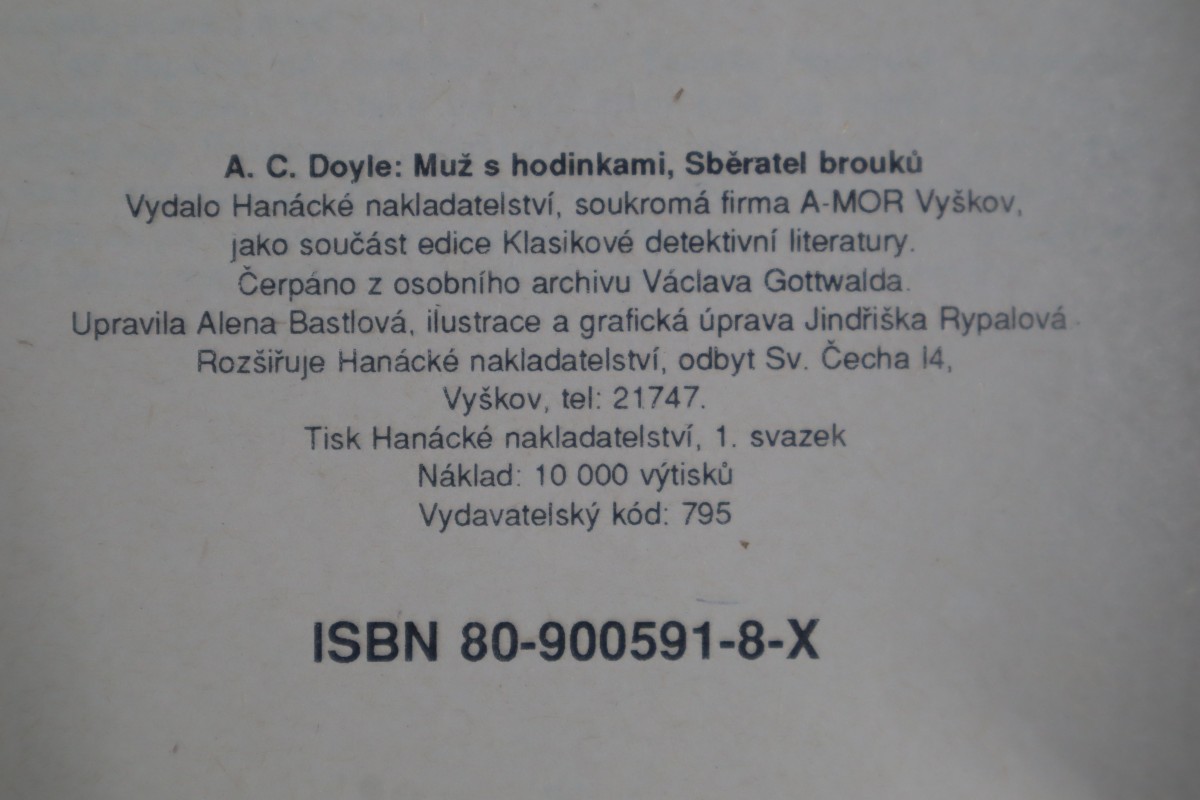 A. C. Doyle: Muž s hodinkami, Sběratel brouků
Vydalo Hanácké nakladatelství, soukromá firma A-MOR Vyškov,
jako součást edice Klasikové detektivní literatury.
Čerpáno z osobního archivu Václava Gottwalda.
Upravila Alena Bastlová, ilustrace a grafická úprava Jindřiška Rypalová
Rozšiřuje Hanácké nakladatelství, odbyt Sv. Čecha l4,
Vyškov, tel: 21747.
Tisk Hanácké nakladatelství, 1. svazek
Náklad: 10 000 výtisků
Vydavatelský kód: 795
ISBN 80-900591-8-X